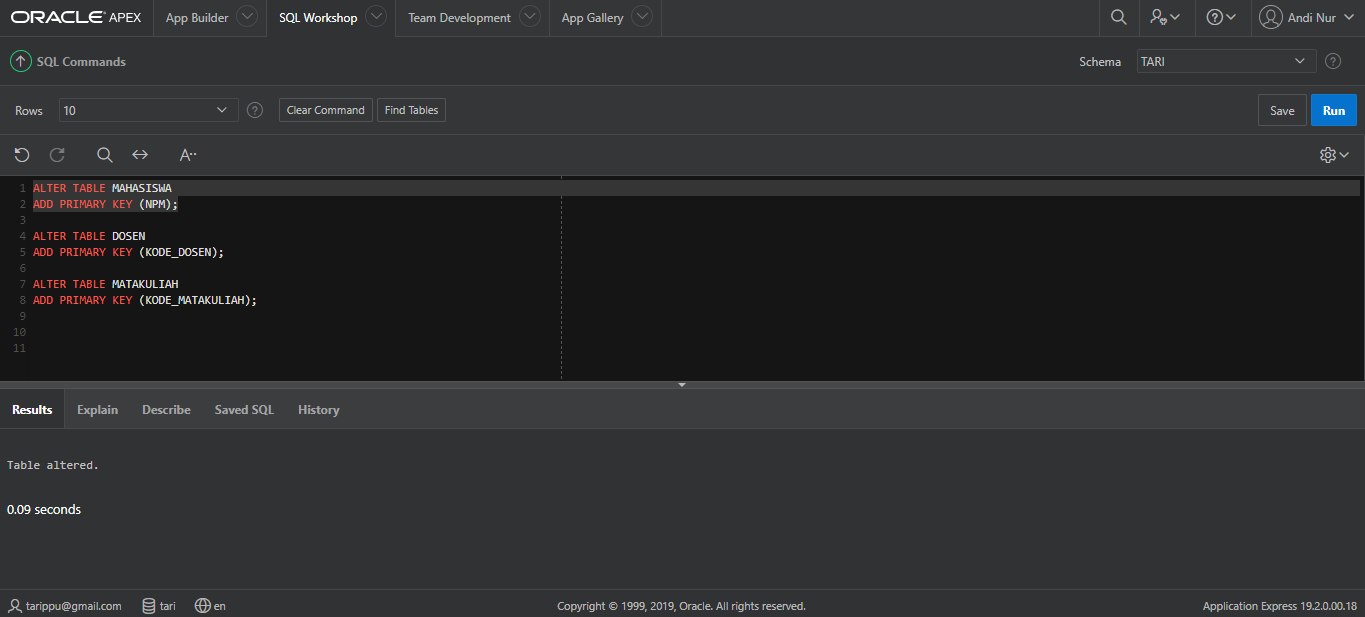 ORACLE APEX App Builder SQL Workshop Team Development App Gallery Andi Nur
SQL Commands Schema TARI
Rows 10 Clear Command Find Tables Save Run
1 ALTER TABLE MAHASISWA
2 ADD PRIMARY KEY (NPM);
3
4 ALTER TABLE DOSEN
5 ADD PRIMARY KEY (KODE_DOSEN);
6
7 ALTER TABLE MATAKULIAH
8 ADD PRIMARY KEY (KODE_MATAKULIAH);
9
10
11
Results Explain Describe Saved SQL History
Table altered.
0.09 seconds
tarippu@gmail.com tari en Copyright © 1999, 2019, Oracle. All rights reserved. Application Express 19.2.0.00.18